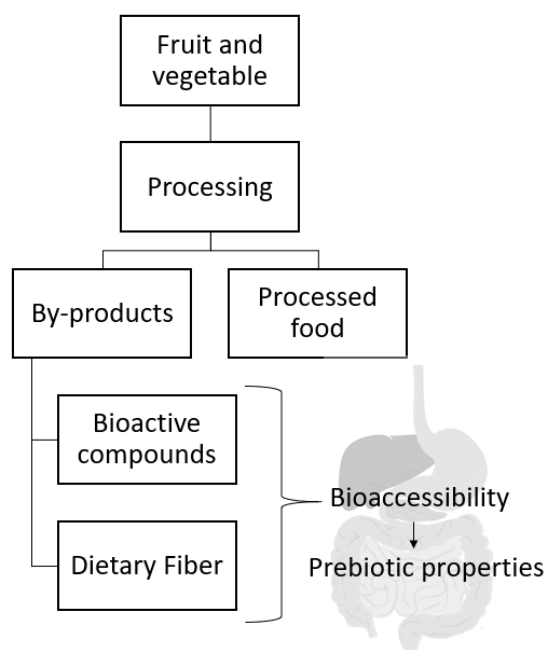 Fruit and
vegetable
Processing
By-products
Processed
food
Bioactive
compounds
Dietary Fiber
Bioaccessibility
Prebiotic properties